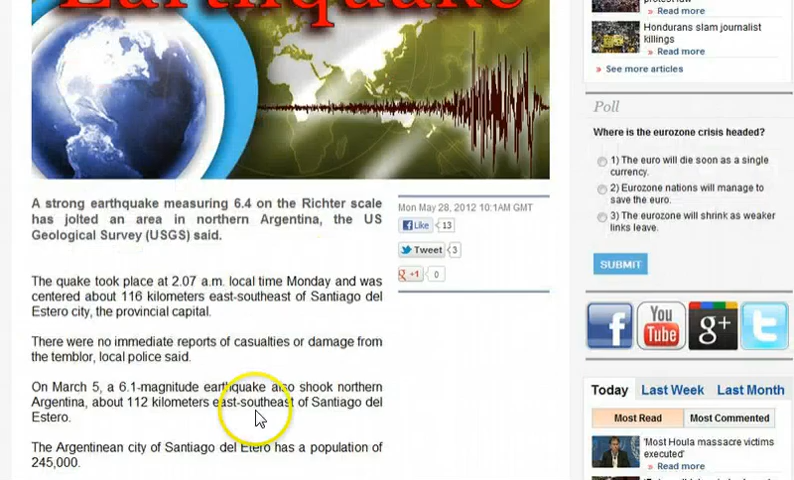 Earthquake
A strong earthquake measuring 6.4 on the Richter scale
has jolted an area in northern Argentina, the US
Geological Survey (USGS) said.
Mon May 28, 2012 10:1AM GMT
Like 13
Tweet 3
g +1 0
The quake took place at 2.07 a.m. local time Monday and was
centered about 116 kilometers east-southeast of Santiago del
Estero city, the provincial capital.
There were no immediate reports of casualties or damage from
the temblor, local police said.
On March 5, a 6.1-magnitude earthquake also shook northern
Argentina, about 112 kilometers east-southeast of Santiago del
Estero.
The Argentinean city of Santiago del Etero has a population of
245,000.
» Read more
Hondurans slam journalist
killings
» Read more
» See more articles
Poll
Where is the eurozone crisis headed?
1) The euro will die soon as a single
currency.
2) Eurozone nations will manage to
save the euro.
3) The eurozone will shrink as weaker
links leave.
SUBMIT
f
You
Tube
g+
t
Today Last Week Last Month
Most Read Most Commented
'Most Houla massacre victims
executed'
» Read more